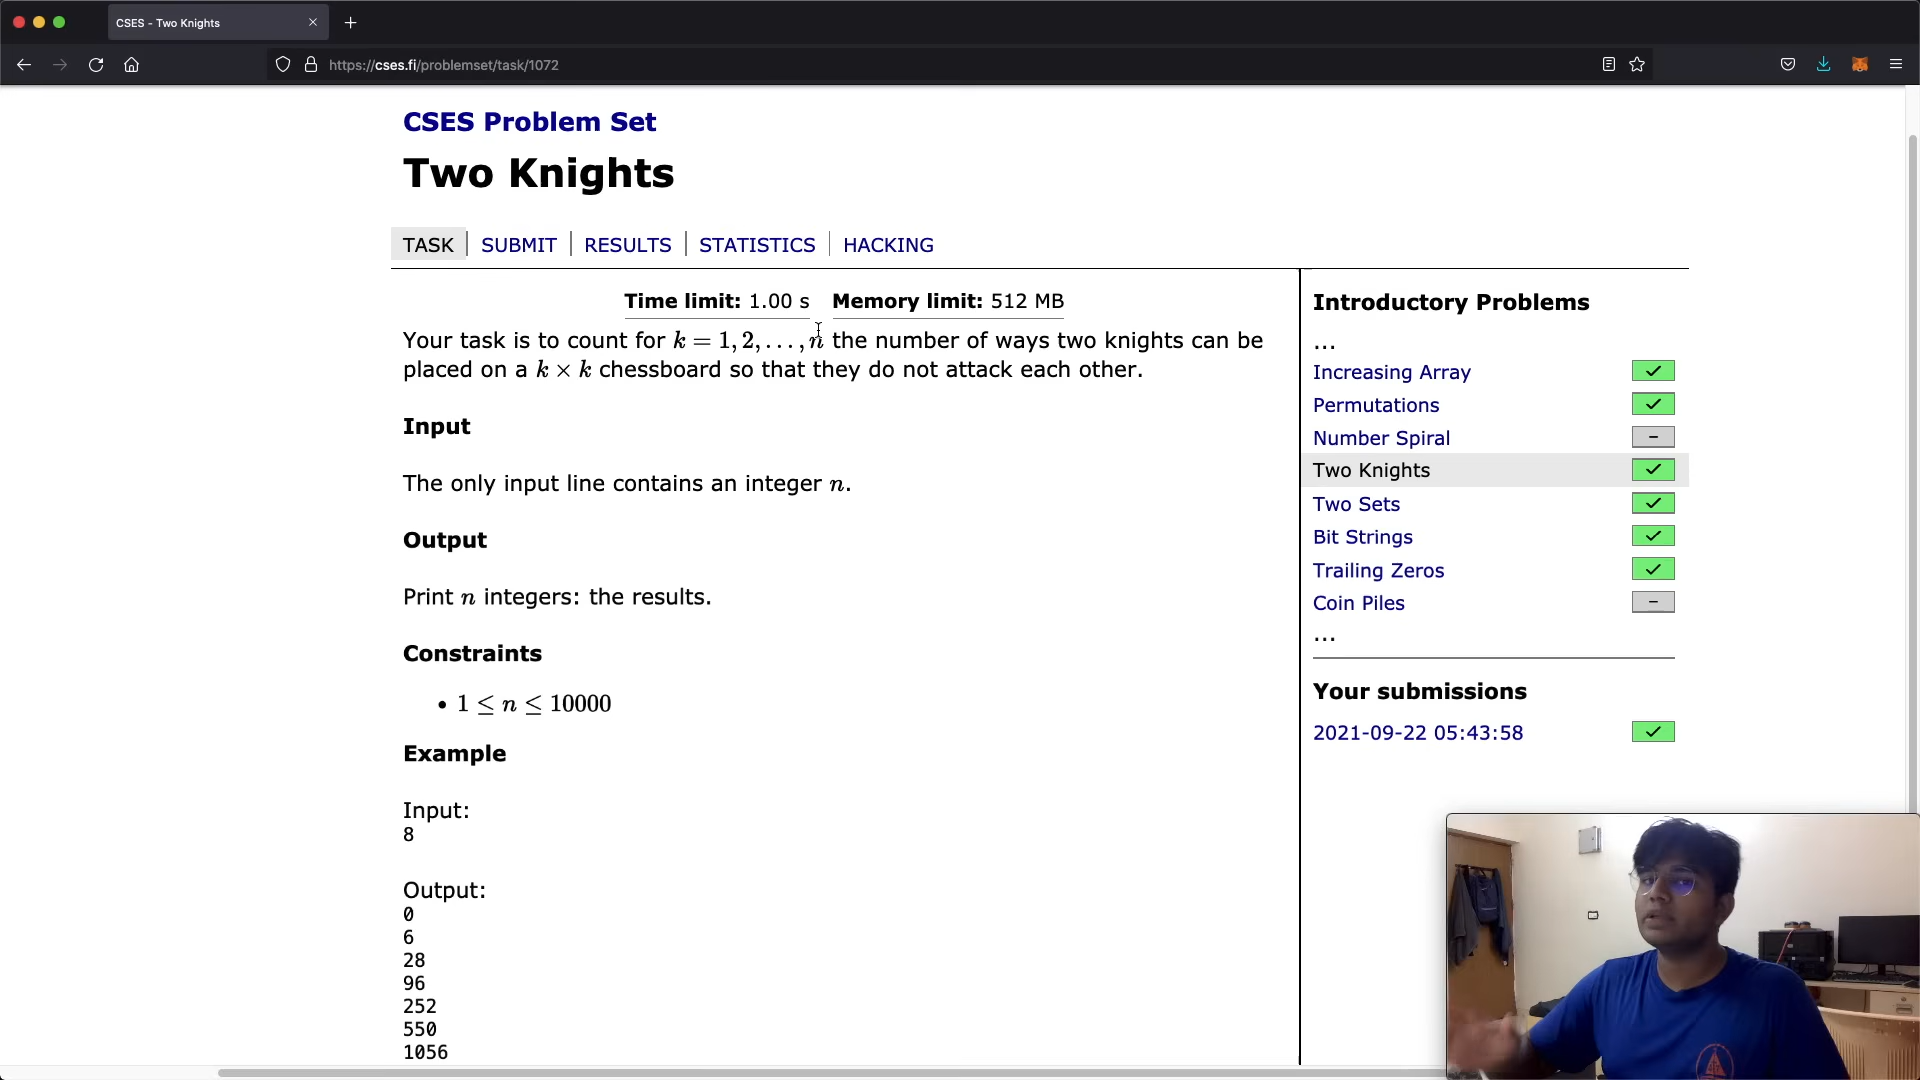 CSES - Two Knights
https://cses.fi/problemset/task/1072
CSES Problem Set
Two Knights
TASK SUBMIT RESULTS STATISTICS HACKING
Time limit: 1.00 s Memory limit: 512 MB
Your task is to count for k = 1, 2, . . . , n the number of ways two knights can be
placed on a k × k chessboard so that they do not attack each other.
Input
The only input line contains an integer n.
Output
Print n integers: the results.
Constraints
• 1 ≤ n ≤ 10000
Example
Input:
8
Output:
0
6
28
96
252
550
1056
Introductory Problems
...
Increasing Array
Permutations
Number Spiral –
Two Knights
Two Sets
Bit Strings
Trailing Zeros
Coin Piles –
...
Your submissions
2021-09-22 05:43:58